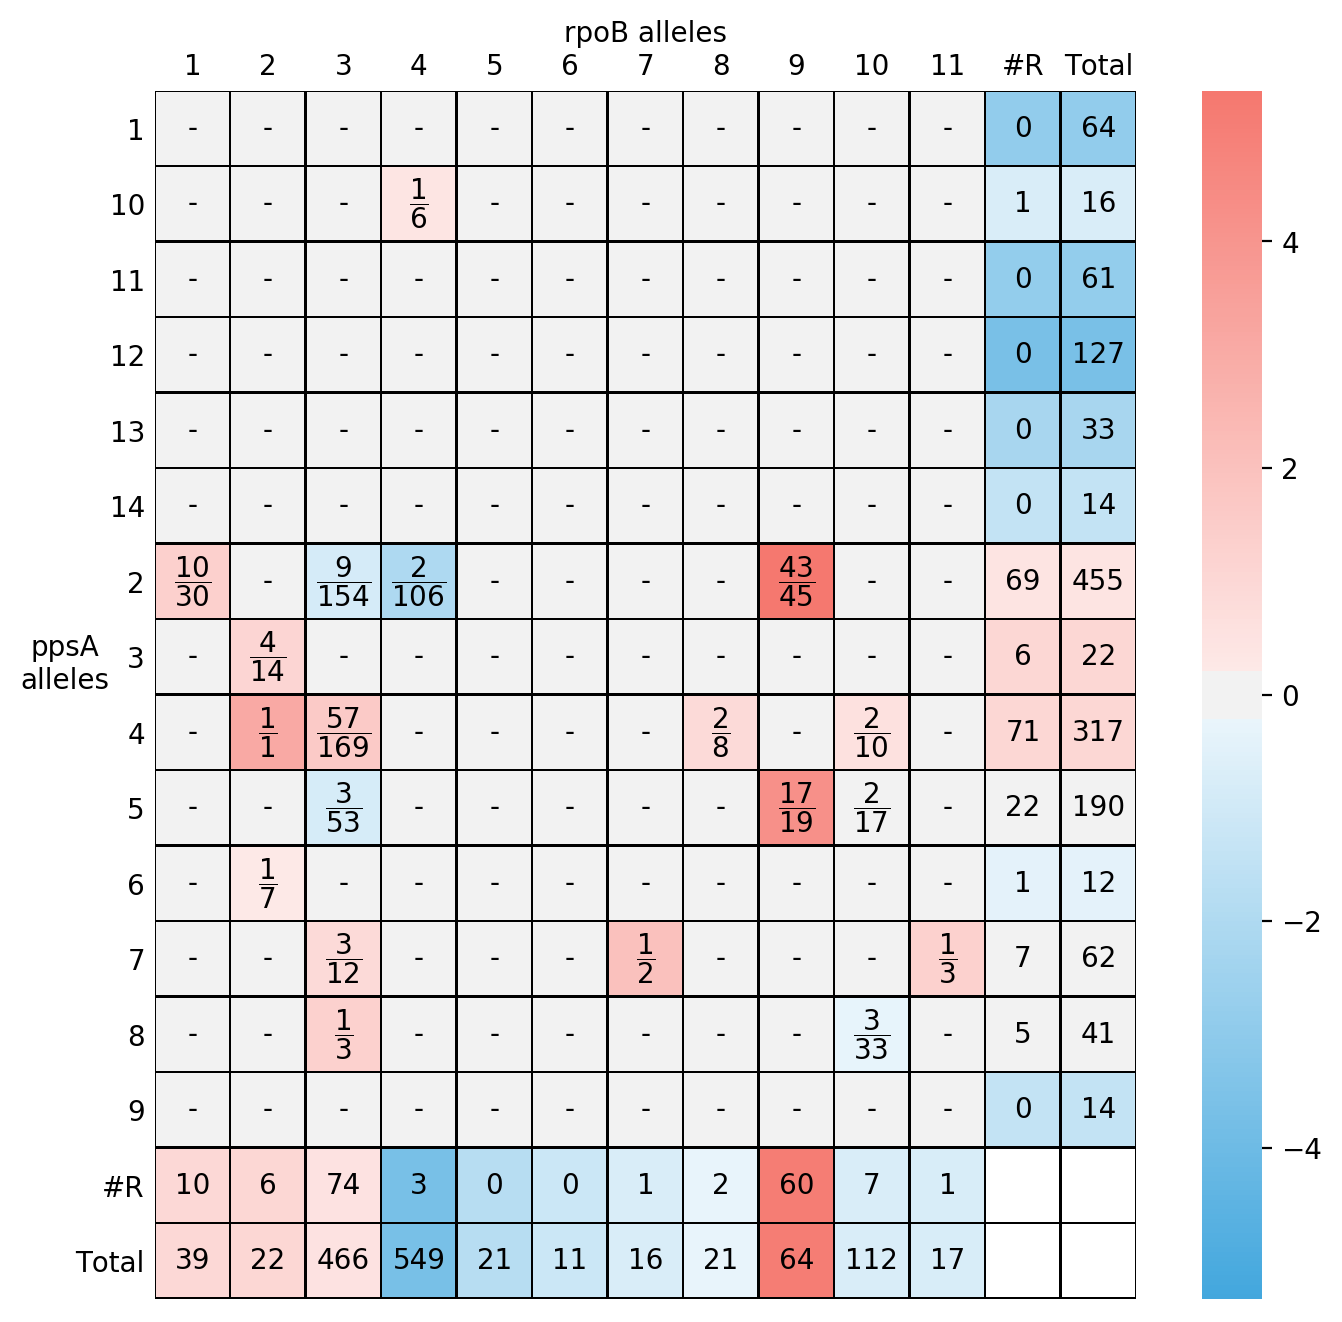 rpoB alleles
1 2 3 4 5 6 7 8 9 10 11 #R Total
1 - - - - - - - - - - - 0 64
10 - - - 1/6 - - - - - - - 1 16
11 - - - - - - - - - - - 0 61
12 - - - - - - - - - - - 0 127
13 - - - - - - - - - - - 0 33
14 - - - - - - - - - - - 0 14
2 10/30 - 9/154 2/106 - - - - 43/45 - - 69 455
ppsA
alleles
3 - 4/14 - - - - - - - - - 6 22
4 - 1/1 57/169 - - - - 2/8 - 2/10 - 71 317
5 - - 3/53 - - - - - 17/19 2/17 - 22 190
6 - 1/7 - - - - - - - - - 1 12
7 - - 3/12 - - - 1/2 - - - 1/3 7 62
8 - - 1/3 - - - - - - 3/33 - 5 41
9 - - - - - - - - - - - 0 14
#R 10 6 74 3 0 0 1 2 60 7 1
Total 39 22 466 549 21 11 16 21 64 112 17
4
2
0
−2
−4